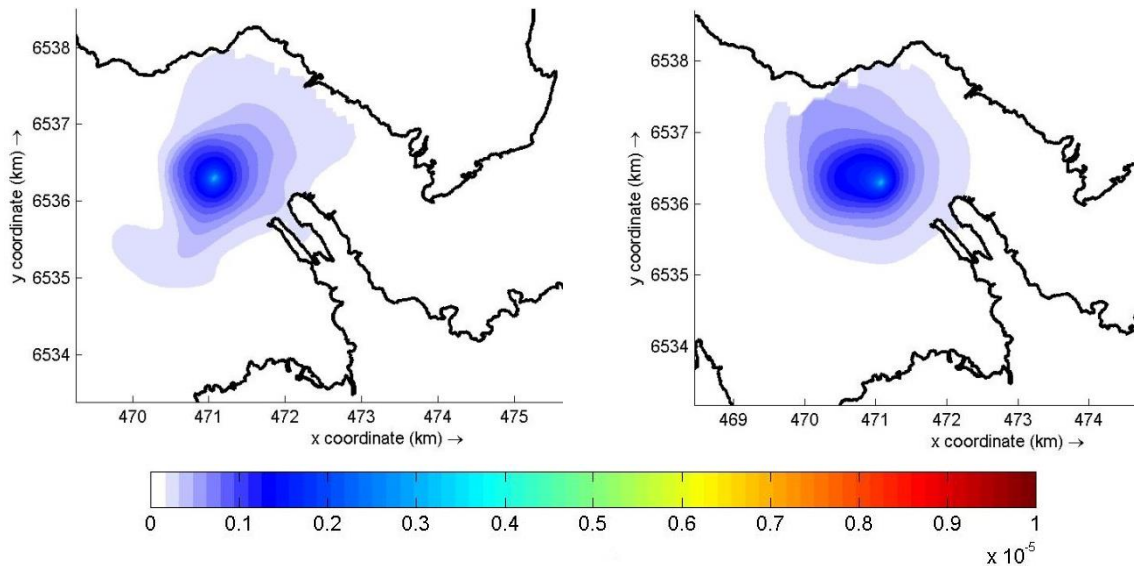 6538
6537
6536
6535
6534
y coordinate (km) →
470 471 472 473 474 475
x coordinate (km) →
6538
6537
6536
6535
6534
y coordinate (km) →
469 470 471 472 473 474
x coordinate (km) →
0 0.1 0.2 0.3 0.4 0.5 0.6 0.7 0.8 0.9 1
x 10⁻⁵